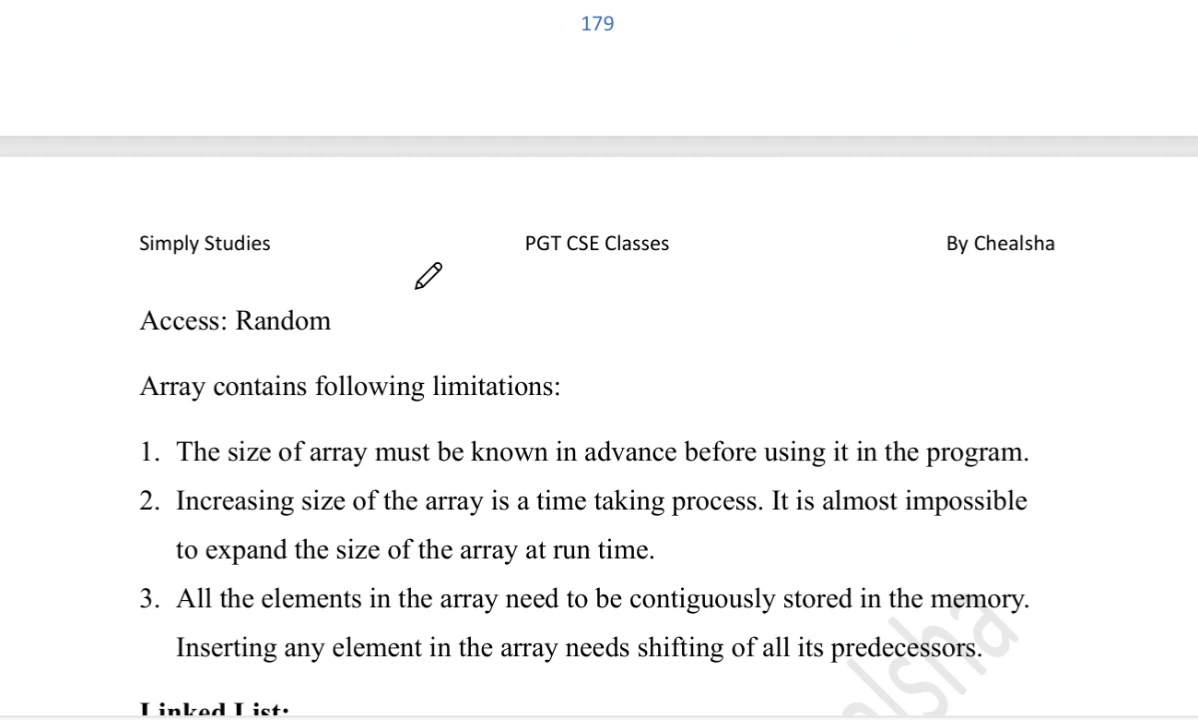 179
Simply Studies PGT CSE Classes By Chealsha
Access: Random
Array contains following limitations:
1. The size of array must be known in advance before using it in the program.
2. Increasing size of the array is a time taking process. It is almost impossible
to expand the size of the array at run time.
3. All the elements in the array need to be contiguously stored in the memory.
Inserting any element in the array needs shifting of all its predecessors.
Linked List: